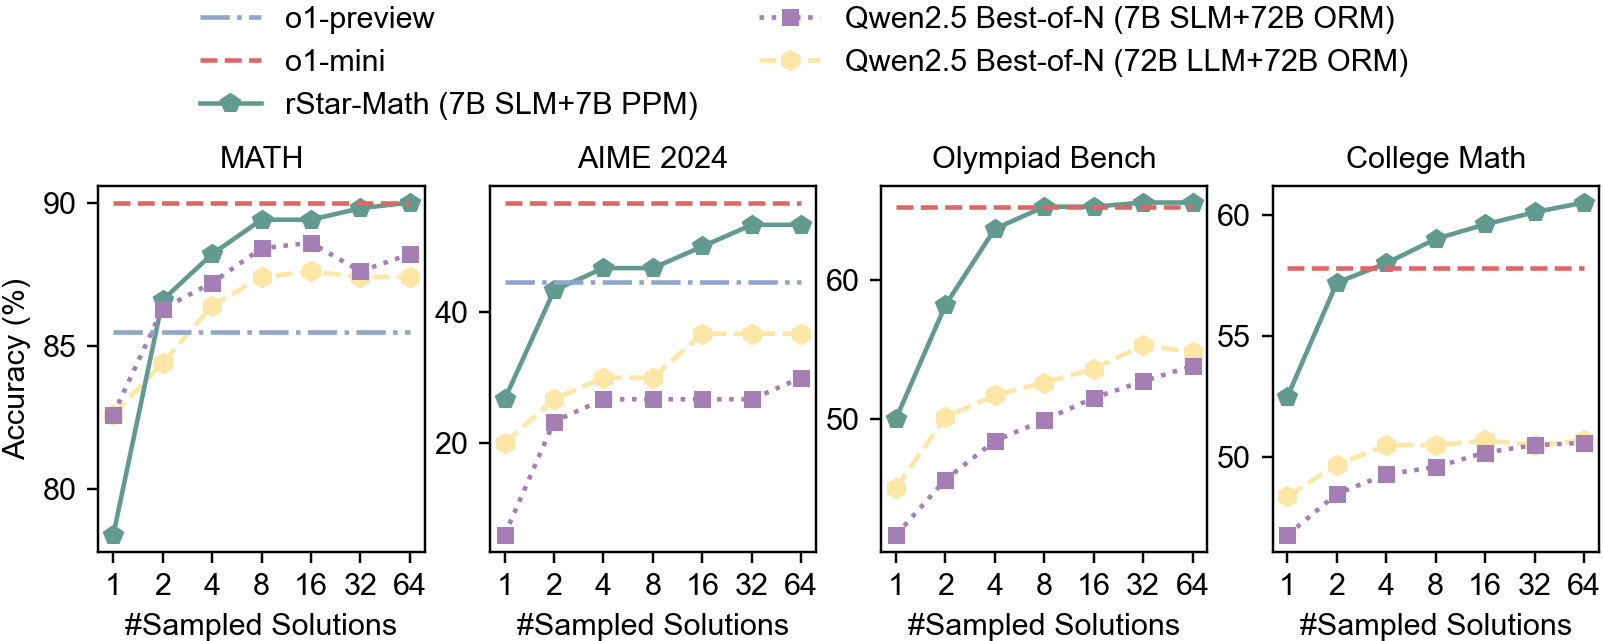 o1-preview
o1-mini
rStar-Math (7B SLM+7B PPM)
Qwen2.5 Best-of-N (7B SLM+72B ORM)
Qwen2.5 Best-of-N (72B LLM+72B ORM)
MATH
AIME 2024
Olympiad Bench
College Math
Accuracy (%)
90
85
80
1 2 4 8 16 32 64
#Sampled Solutions
40
20
1 2 4 8 16 32 64
#Sampled Solutions
60
50
1 2 4 8 16 32 64
#Sampled Solutions
60
55
50
1 2 4 8 16 32 64
#Sampled Solutions